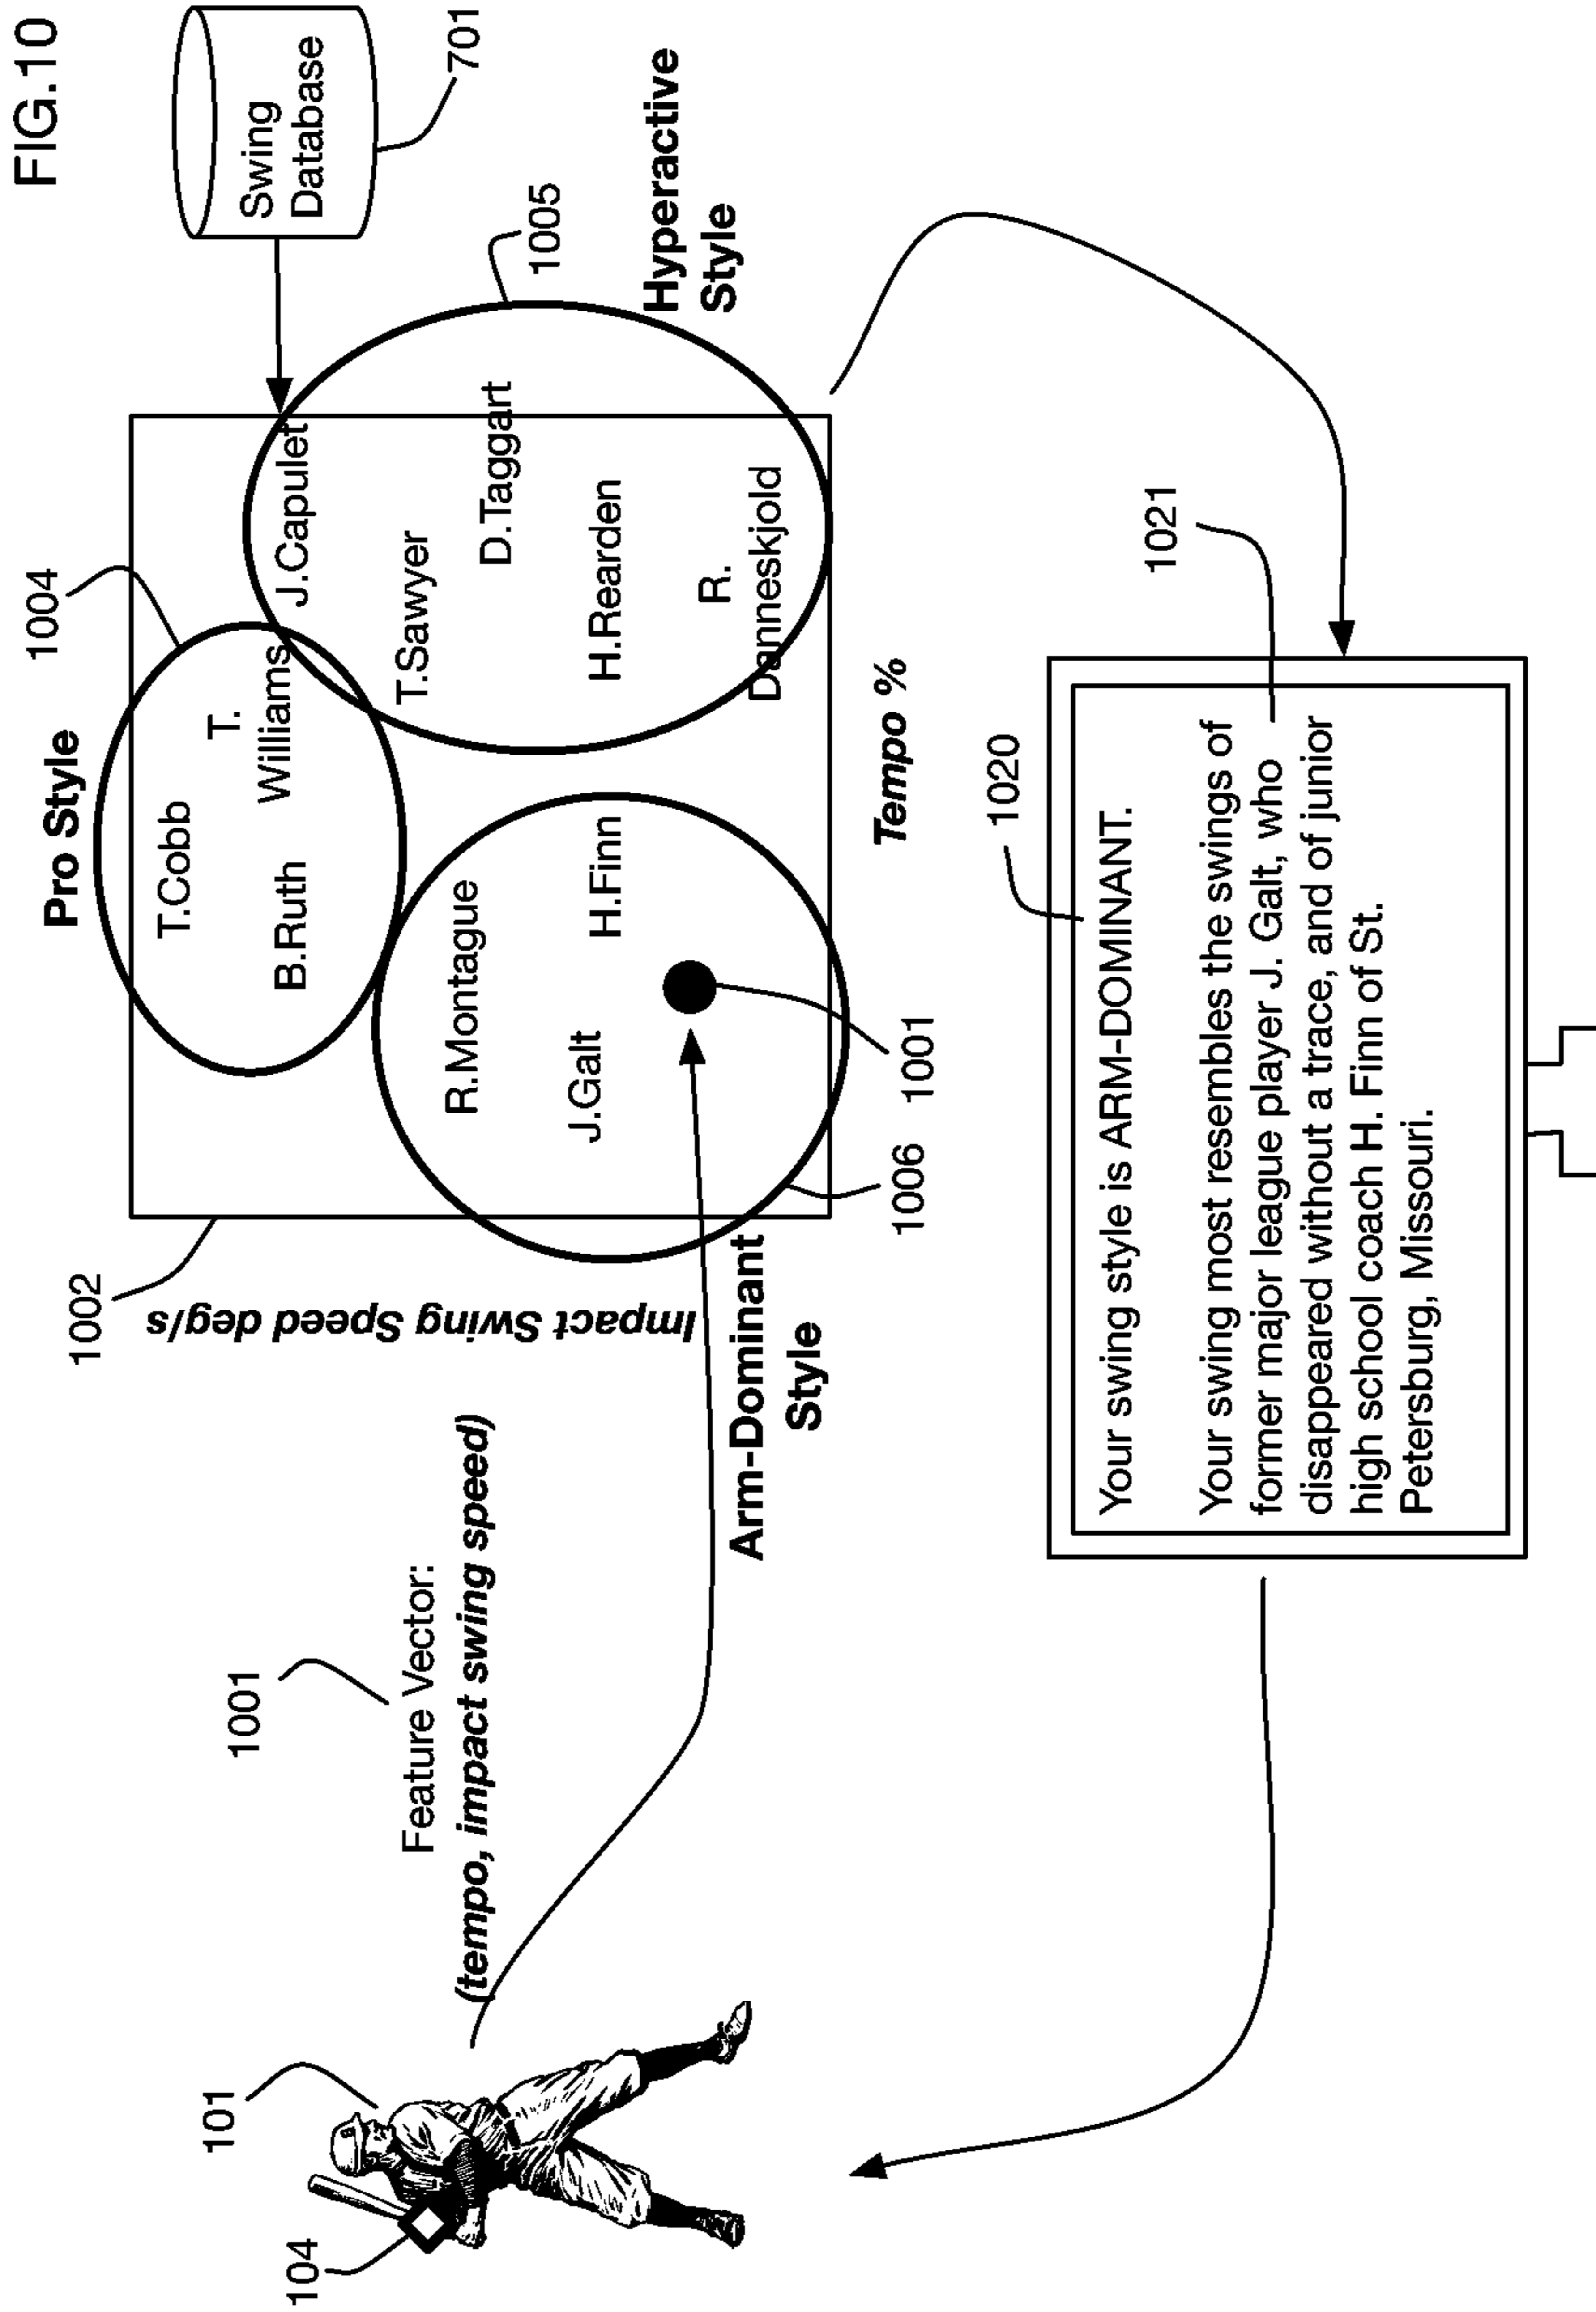 FIG.10
101
104
1001
Feature Vector:
(tempo, impact swing speed)
1002
Impact Swing Speed deg/s
Pro Style
1004
T.Cobb
T.
Williams
B.Ruth
Swing
Database
701
J.Capulet
T.Sawyer
D.Taggart
H.Rearden
R.
Danneskjold
1005
Hyperactive
Style
R.Montague
H.Finn
J.Galt
1001
1006
Arm-Dominant
Style
Tempo %
1020
1021
Your swing style is ARM-DOMINANT.
Your swing most resembles the swings of
former major league player J. Galt, who
disappeared without a trace, and of junior
high school coach H. Finn of St.
Petersburg, Missouri.